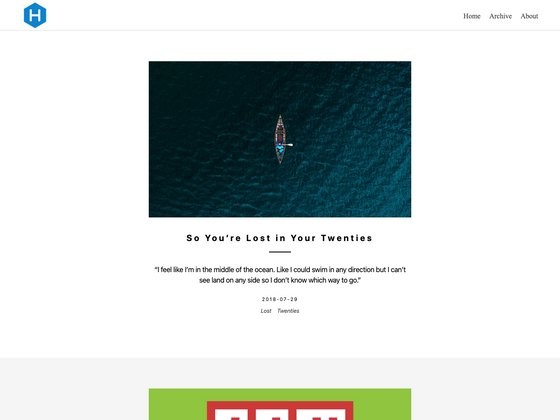 H
Home Archive About
So You’re Lost in Your Twenties
“I feel like I’m in the middle of the ocean. Like I could swim in any direction but I can’t
see land on any side so I don’t know which way to go.”
2018-07-29
Lost Twenties